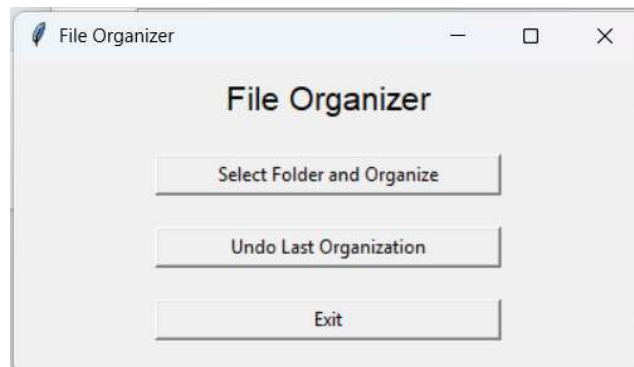 File Organizer
File Organizer
Select Folder and Organize
Undo Last Organization
Exit